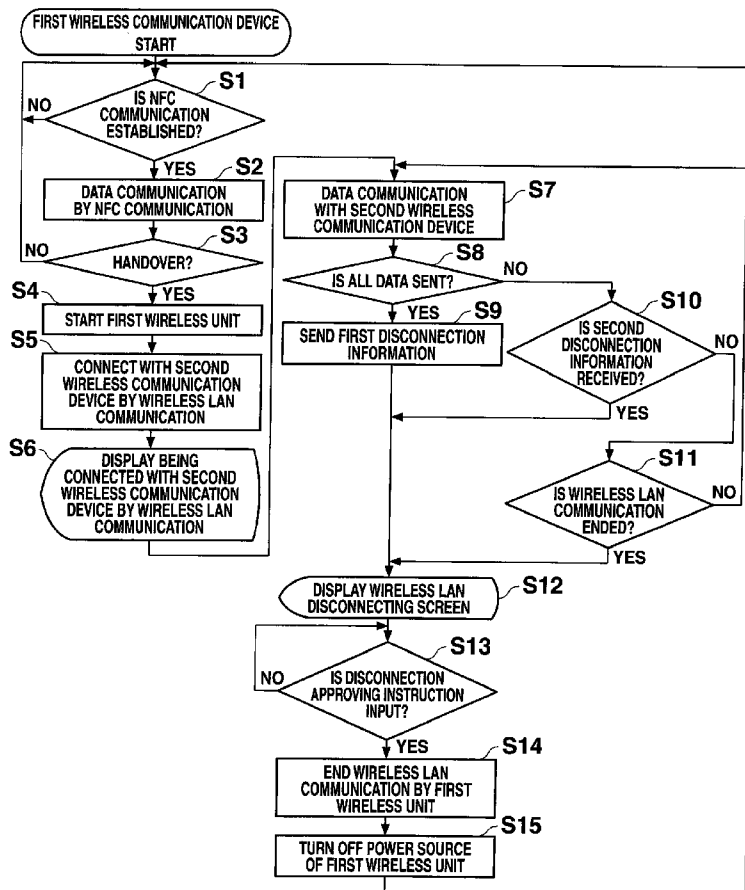 FIRST WIRELESS COMMUNICATION DEVICE
START
S1
IS NFC
COMMUNICATION
ESTABLISHED?
NO
YES
S2
DATA COMMUNICATION
BY NFC COMMUNICATION
S3
HANDOVER?
NO
YES
S4
START FIRST WIRELESS UNIT
S5
CONNECT WITH SECOND
WIRELESS COMMUNICATION
DEVICE BY WIRELESS LAN
COMMUNICATION
S6
DISPLAY BEING
CONNECTED WITH SECOND
WIRELESS COMMUNICATION
DEVICE BY WIRELESS LAN
COMMUNICATION
S7
DATA COMMUNICATION
WITH SECOND WIRELESS
COMMUNICATION DEVICE
S8
IS ALL DATA SENT?
NO
YES
S9
SEND FIRST DISCONNECTION
INFORMATION
S10
IS SECOND
DISCONNECTION
INFORMATION
RECEIVED?
NO
YES
S11
IS WIRELESS LAN
COMMUNICATION
ENDED?
NO
YES
S12
DISPLAY WIRELESS LAN
DISCONNECTING SCREEN
S13
IS DISCONNECTION
APPROVING INSTRUCTION
INPUT?
NO
YES
S14
END WIRELESS LAN
COMMUNICATION BY FIRST
WIRELESS UNIT
S15
TURN OFF POWER SOURCE
OF FIRST WIRELESS UNIT